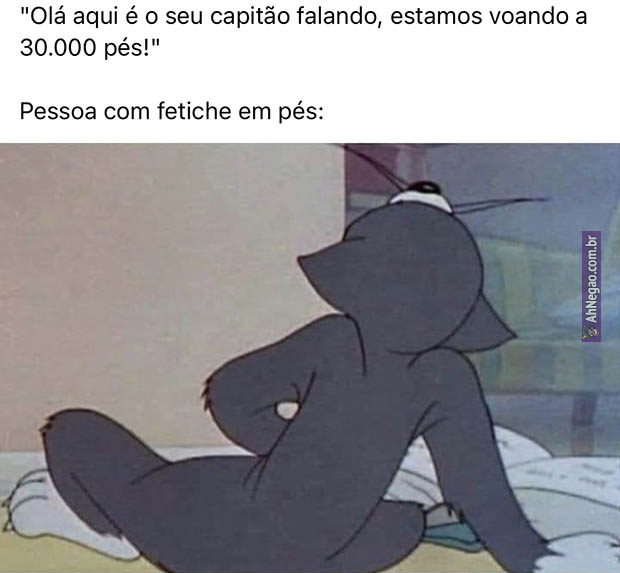 "Olá aqui é o seu capitão falando, estamos voando a
30.000 pés!"
Pessoa com fetiche em pés:
AhNegao.com.br